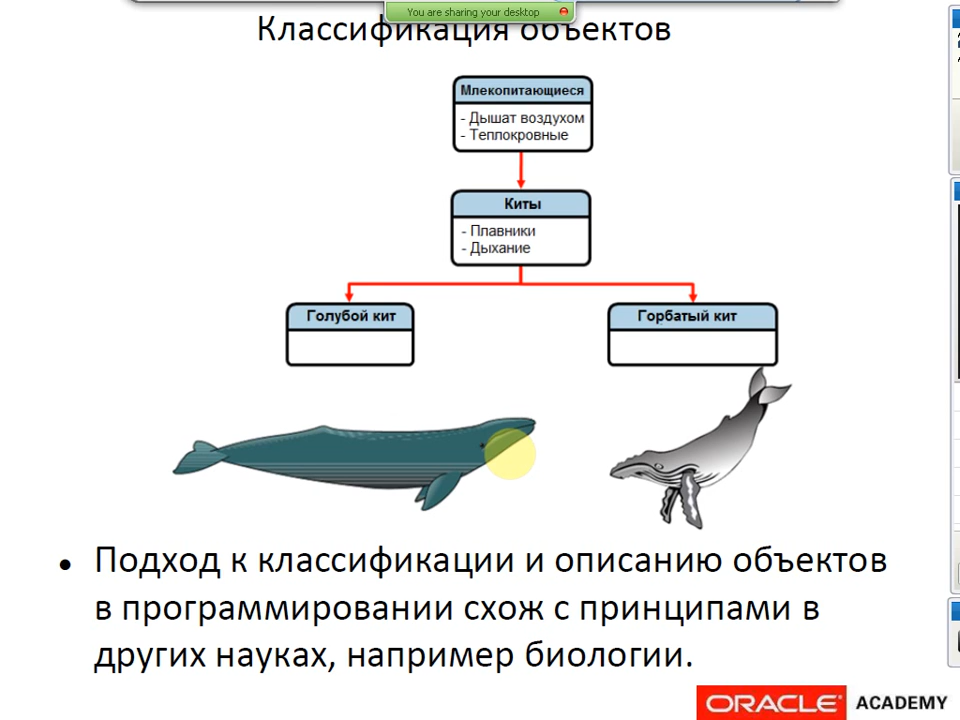 You are sharing your desktop
Классификация объектов
Млекопитающиеся
- Дышат воздухом
- Теплокровные
Киты
- Плавники
- Дыхание
Голубой кит
Горбатый кит
• Подход к классификации и описанию объектов
в программировании схож с принципами в
других науках, например биологии.
ORACLE ACADEMY